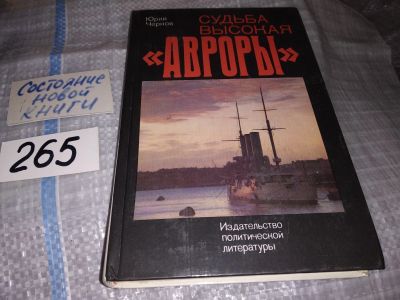 Юрий
Чернов
СУДЬБА
ВЫСОКАЯ
«АВРОРЫ»
Состояние
новой
книги
265
Издательство
политической
литературы